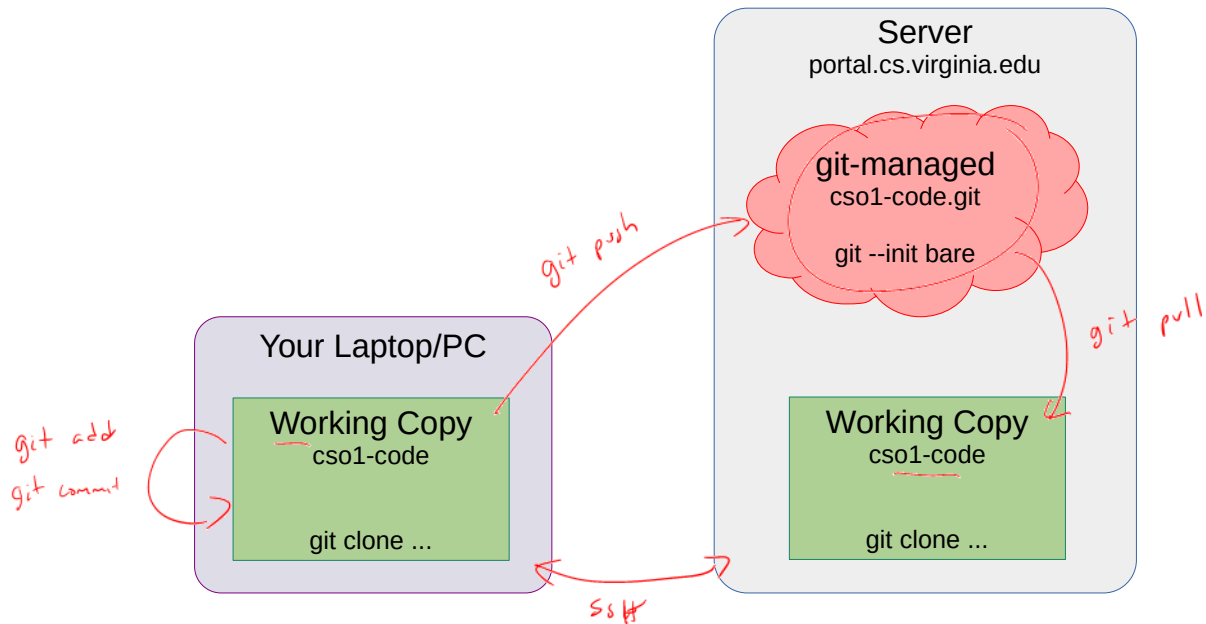 Server
portal.cs.virginia.edu
git-managed
cso1-code.git
git --init bare
git push
git pull
Your Laptop/PC
Working Copy
cso1-code
git clone ...
git add
git commit
Working Copy
cso1-code
git clone ...
ssh